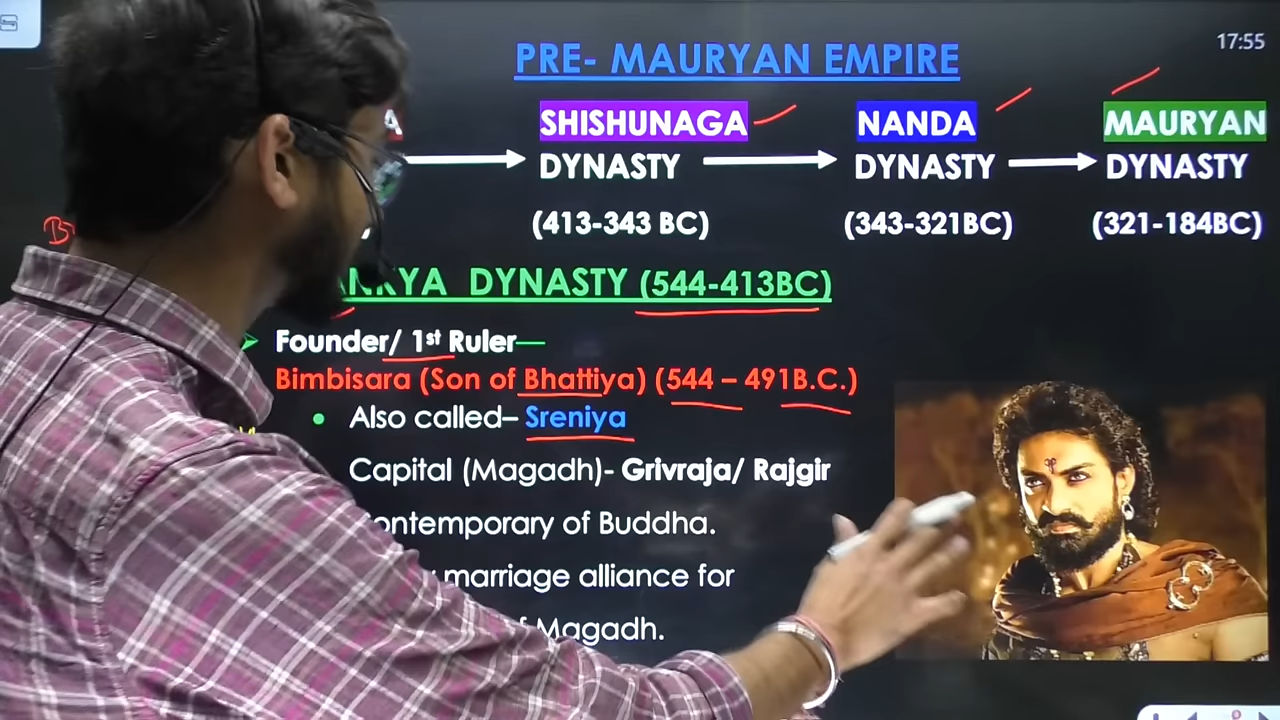 17:55
PRE- MAURYAN EMPIRE
A SHISHUNAGA NANDA MAURYAN
DYNASTY DYNASTY DYNASTY
(413-343 BC) (343-321BC) (321-184BC)
ANKYA DYNASTY (544-413BC)
Founder/ 1st Ruler—
Bimbisara (Son of Bhattiya) (544 – 491B.C.)
• Also called– Sreniya
Capital (Magadh)- Grivraja/ Rajgir
ontemporary of Buddha.
marriage alliance for
Magadh.